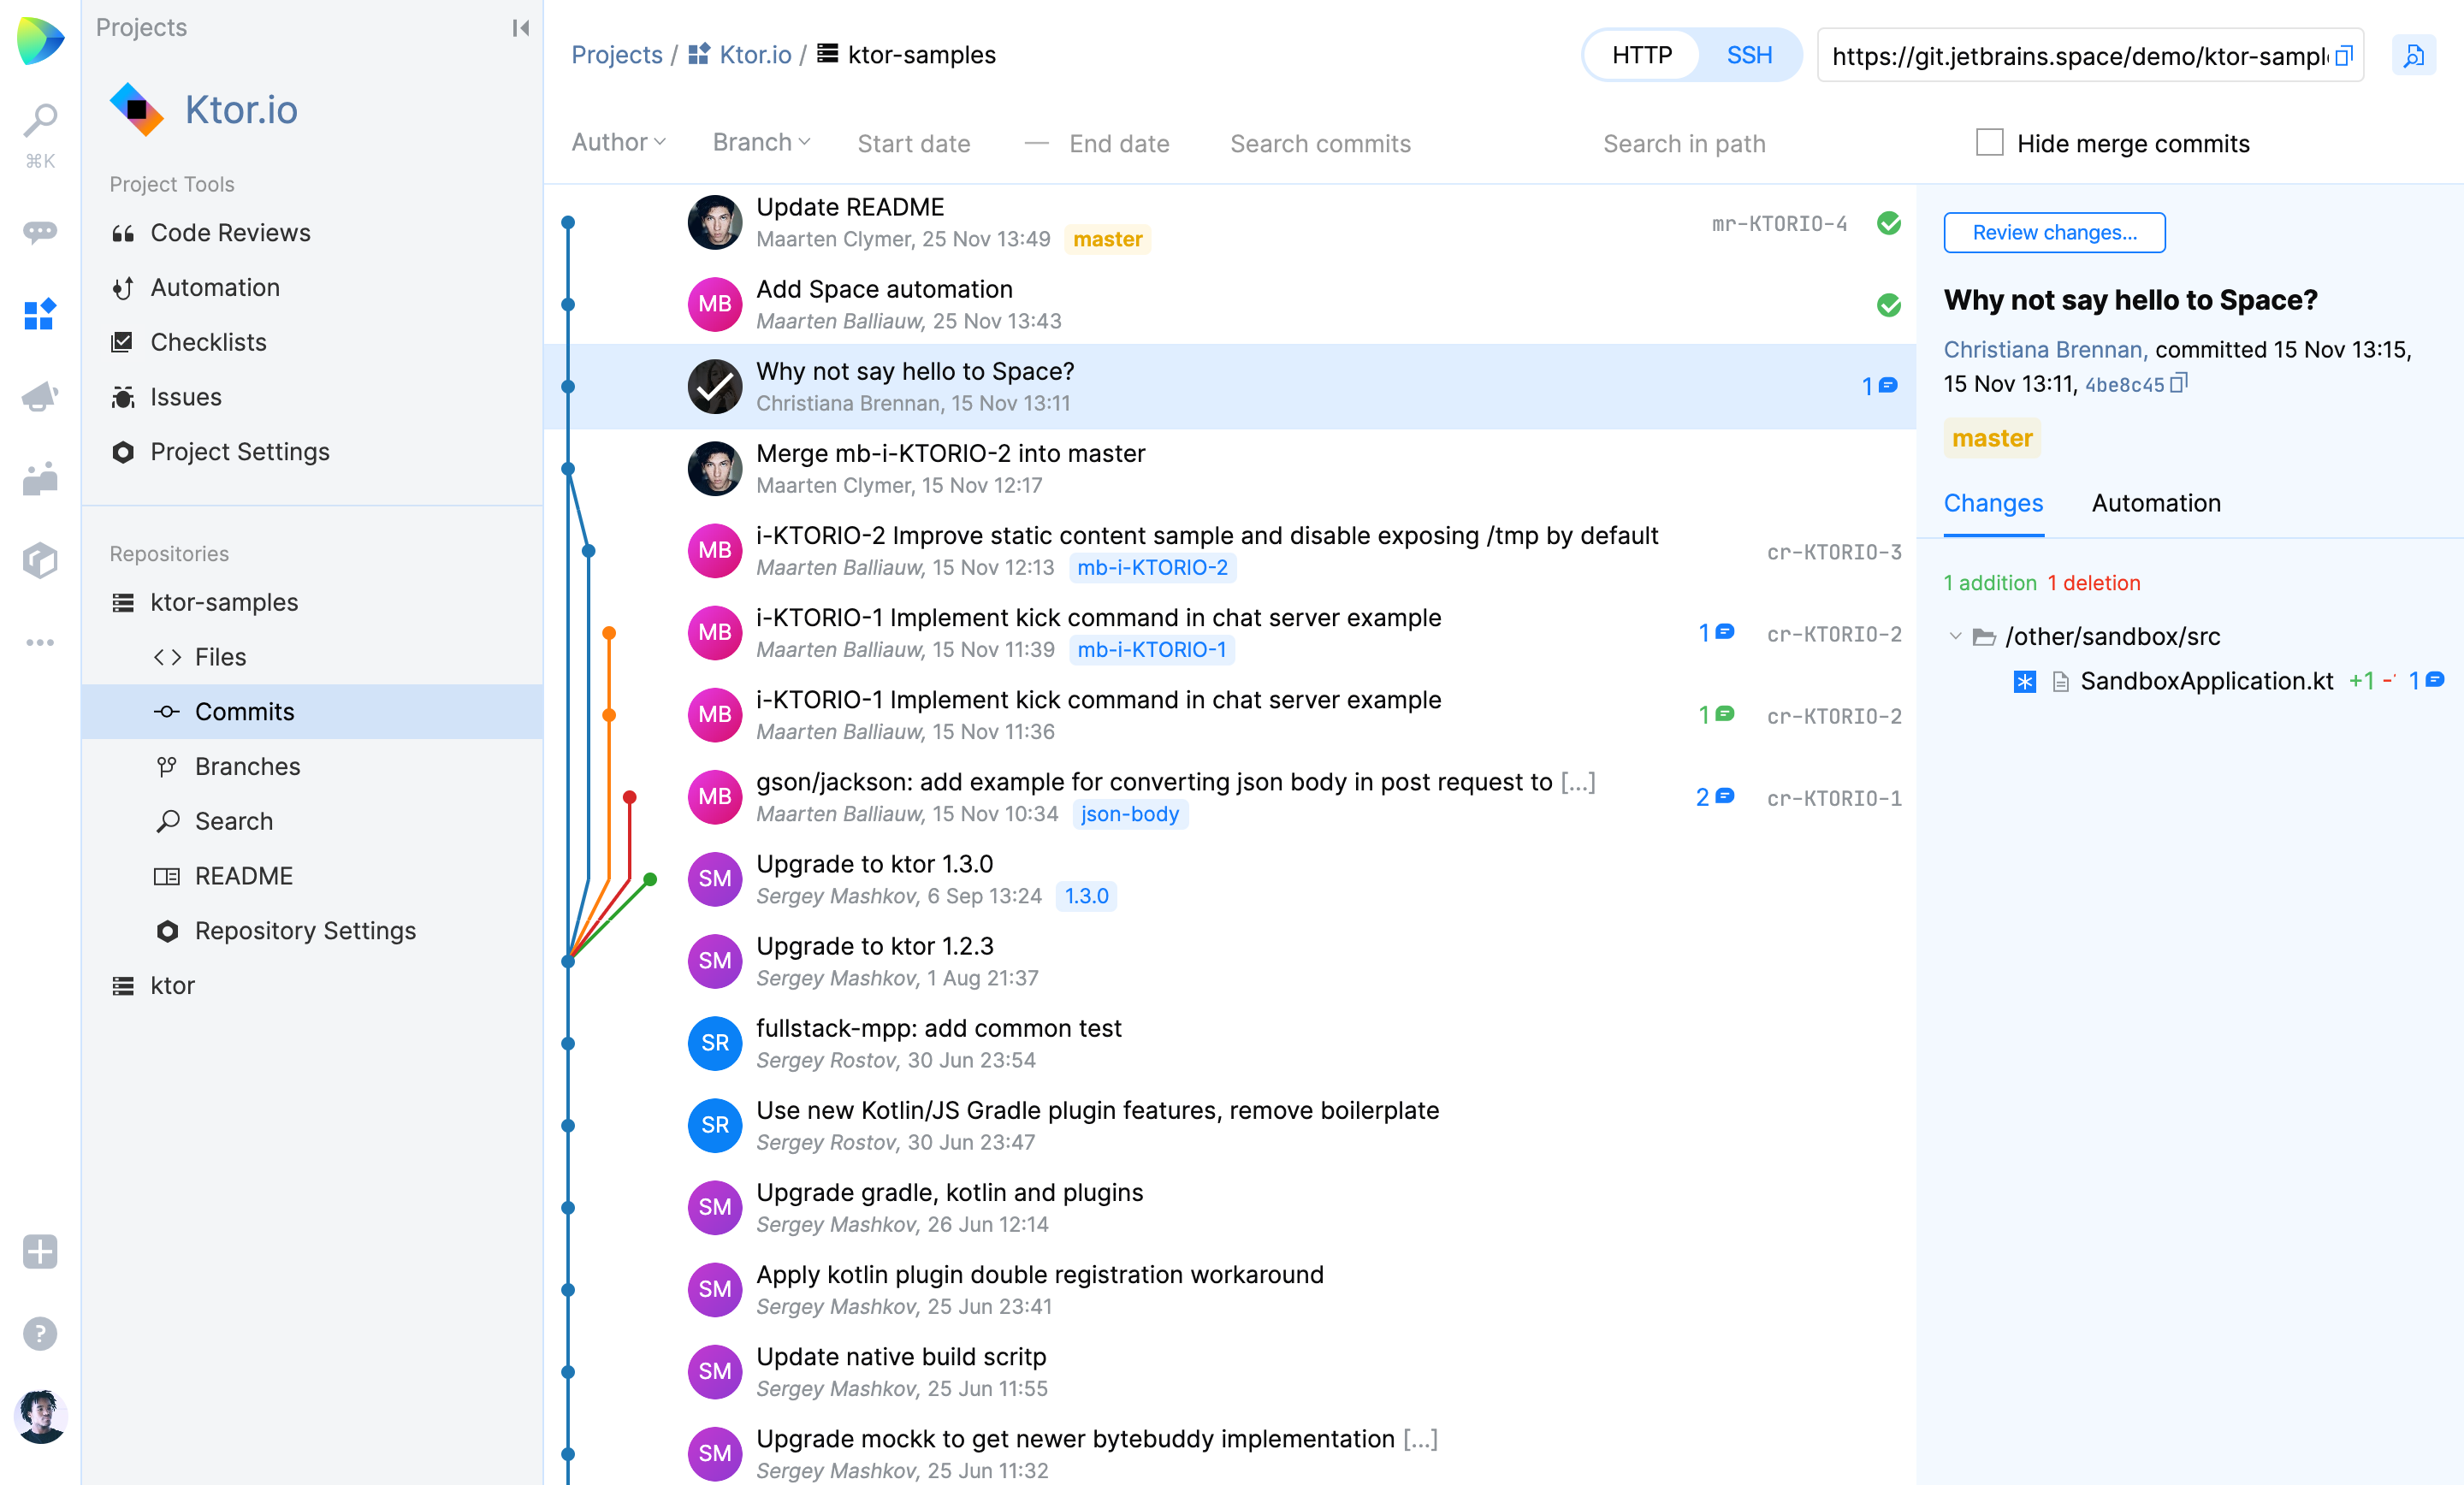 Projects
Ktor.io
⌘K
Project Tools
Code Reviews
Automation
Checklists
Issues
Project Settings
Repositories
ktor-samples
Files
Commits
Branches
Search
README
Repository Settings
ktor
Projects / Ktor.io / ktor-samples
HTTP SSH
https://git.jetbrains.space/demo/ktor-sampl
Author Branch Start date — End date Search commits Search in path Hide merge commits
Update README
Maarten Clymer, 25 Nov 13:49 master
mr-KTORIO-4
MB
Add Space automation
Maarten Balliauw, 25 Nov 13:43
Why not say hello to Space?
Christiana Brennan, 15 Nov 13:11
1
Merge mb-i-KTORIO-2 into master
Maarten Clymer, 15 Nov 12:17
MB
i-KTORIO-2 Improve static content sample and disable exposing /tmp by default
Maarten Balliauw, 15 Nov 12:13 mb-i-KTORIO-2
cr-KTORIO-3
MB
i-KTORIO-1 Implement kick command in chat server example
Maarten Balliauw, 15 Nov 11:39 mb-i-KTORIO-1
1 cr-KTORIO-2
MB
i-KTORIO-1 Implement kick command in chat server example
Maarten Balliauw, 15 Nov 11:36
1 cr-KTORIO-2
MB
gson/jackson: add example for converting json body in post request to [...]
Maarten Balliauw, 15 Nov 10:34 json-body
2 cr-KTORIO-1
SM
Upgrade to ktor 1.3.0
Sergey Mashkov, 6 Sep 13:24 1.3.0
SM
Upgrade to ktor 1.2.3
Sergey Mashkov, 1 Aug 21:37
SR
fullstack-mpp: add common test
Sergey Rostov, 30 Jun 23:54
SR
Use new Kotlin/JS Gradle plugin features, remove boilerplate
Sergey Rostov, 30 Jun 23:47
SM
Upgrade gradle, kotlin and plugins
Sergey Mashkov, 26 Jun 12:14
SM
Apply kotlin plugin double registration workaround
Sergey Mashkov, 25 Jun 23:41
SM
Update native build scritp
Sergey Mashkov, 25 Jun 11:55
SM
Upgrade mockk to get newer bytebuddy implementation [...]
Sergey Mashkov, 25 Jun 11:32
Review changes...
Why not say hello to Space?
Christiana Brennan, committed 15 Nov 13:15,
15 Nov 13:11, 4be8c45
master
Changes Automation
1 addition 1 deletion
/other/sandbox/src
SandboxApplication.kt +1 - 1